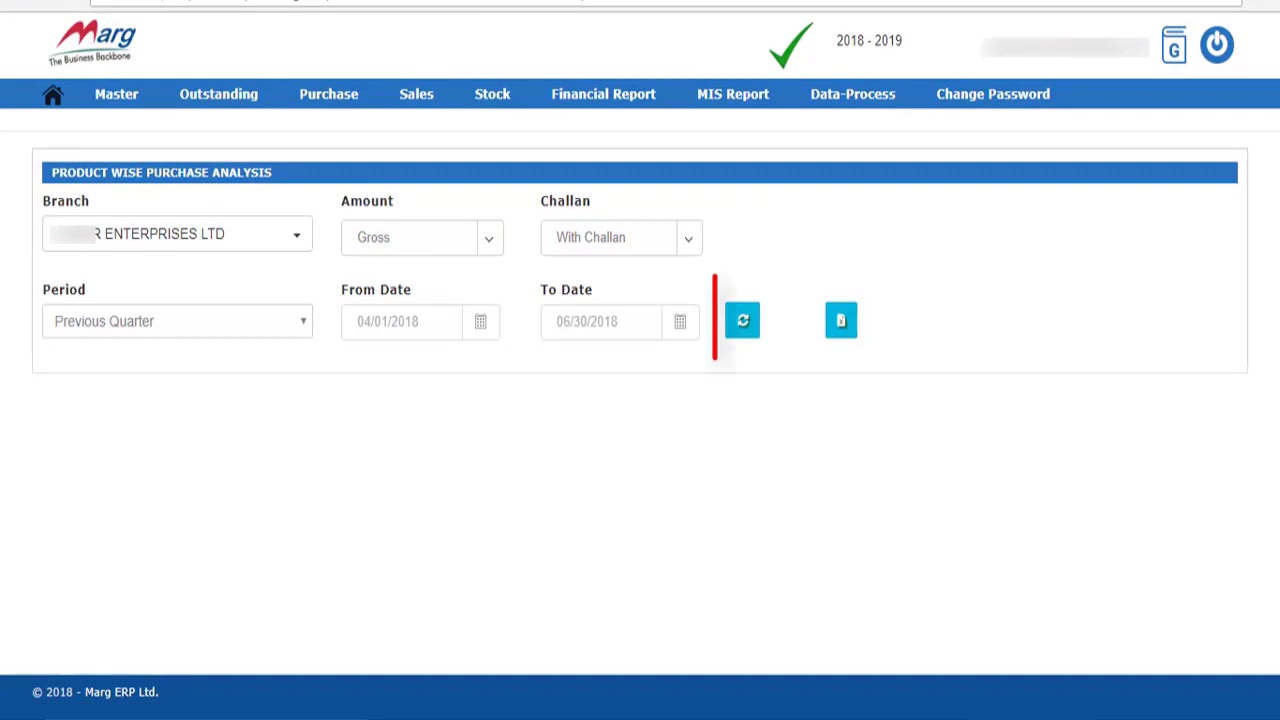 Marg
The Business Backbone
2018 - 2019
G
Master Outstanding Purchase Sales Stock Financial Report MIS Report Data-Process Change Password
PRODUCT WISE PURCHASE ANALYSIS
Branch Amount Challan
R ENTERPRISES LTD Gross With Challan
Period From Date To Date
Previous Quarter 04/01/2018 06/30/2018
© 2018 - Marg ERP Ltd.